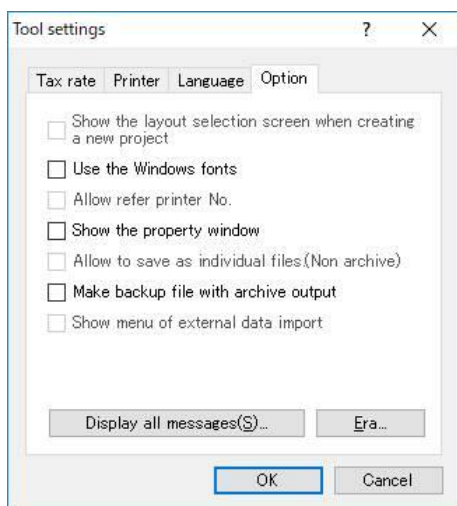 Tool settings ? ×
Tax rate Printer Language Option
Show the layout selection screen when creating
a new project
Use the Windows fonts
Allow refer printer No.
Show the property window
Allow to save as individual files.(Non archive)
Make backup file with archive output
Show menu of external data import
Display all messages(S)... Era...
OK Cancel